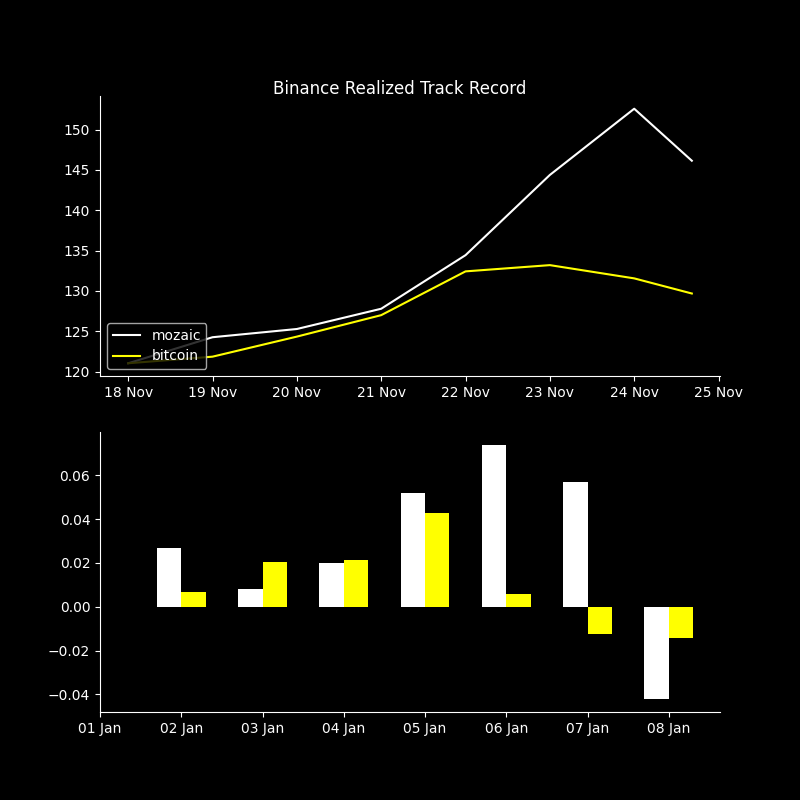 Binance Realized Track Record
150
145
140
135
130
125
120
mozaic
bitcoin
18 Nov 19 Nov 20 Nov 21 Nov 22 Nov 23 Nov 24 Nov 25 Nov
0.06
0.04
0.02
0.00
−0.02
−0.04
01 Jan 02 Jan 03 Jan 04 Jan 05 Jan 06 Jan 07 Jan 08 Jan